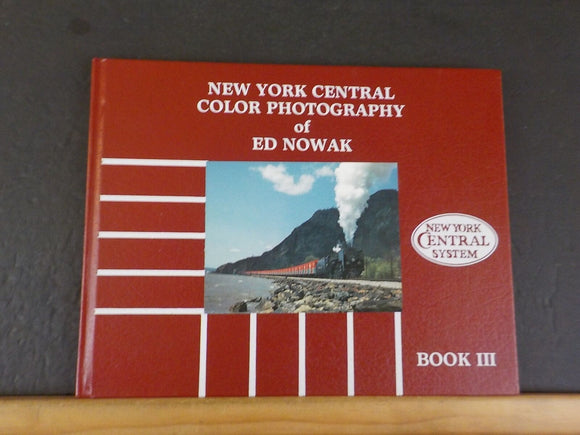 NEW YORK CENTRAL
COLOR PHOTOGRAPHY
of
ED NOWAK
NEW YORK
CENTRAL
SYSTEM
BOOK III